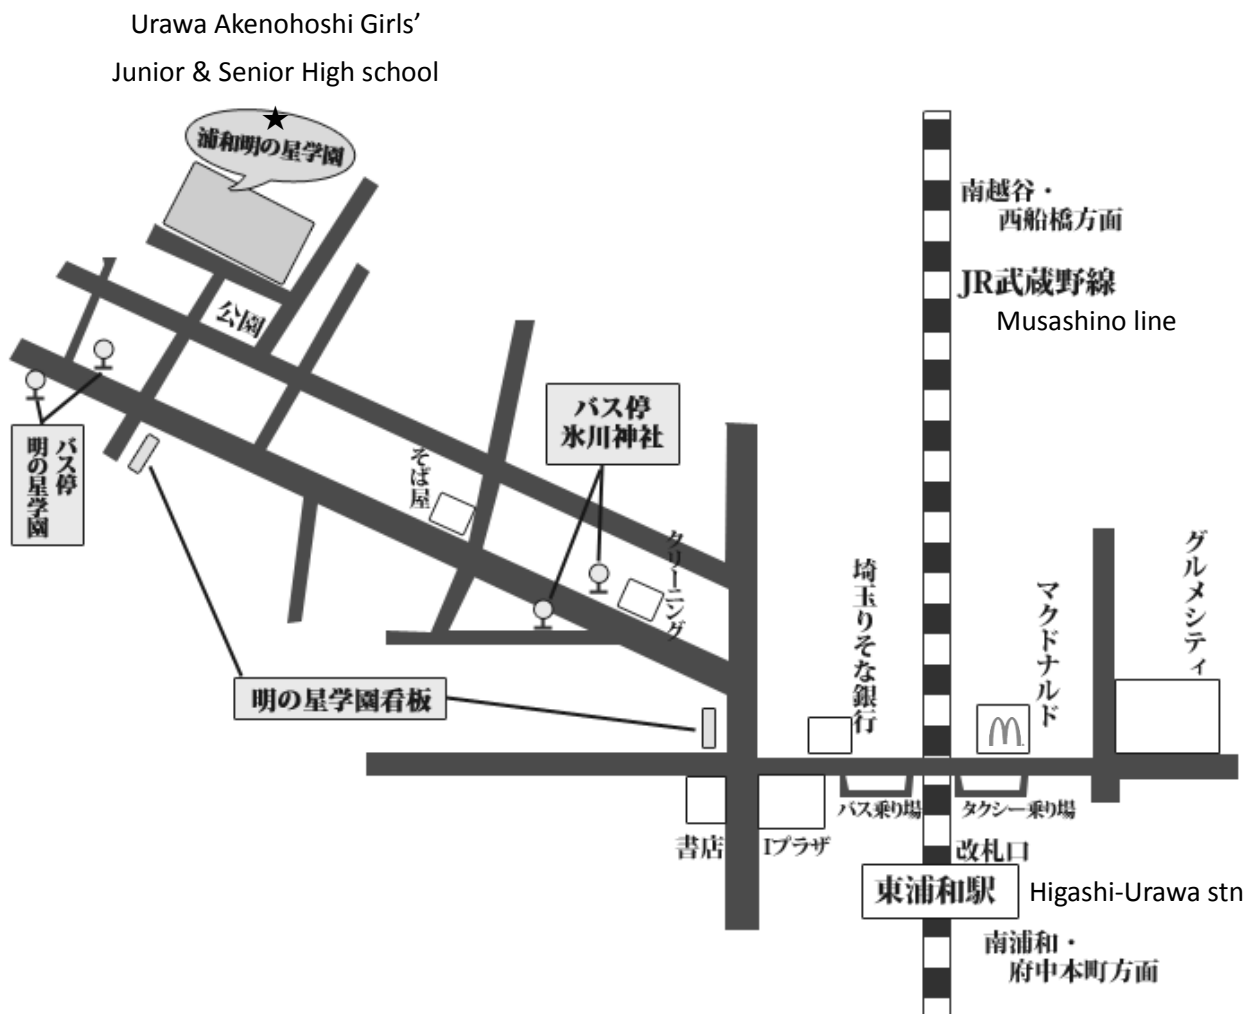 Urawa Akenohoshi Girls’
Junior & Senior High school
浦和明の星学園
南越谷・
西船橋方面
JR武蔵野線
Musashino line
公園
バス停
氷川神社
バス停
明の星学園
そば屋
クリーニング
埼玉りそな銀行
マクドナルド
グルメシティ
明の星学園看板
バス乗り場
タクシー乗り場
書店
Iプラザ
改札口
東浦和駅
Higashi-Urawa stn
南浦和・
府中本町方面